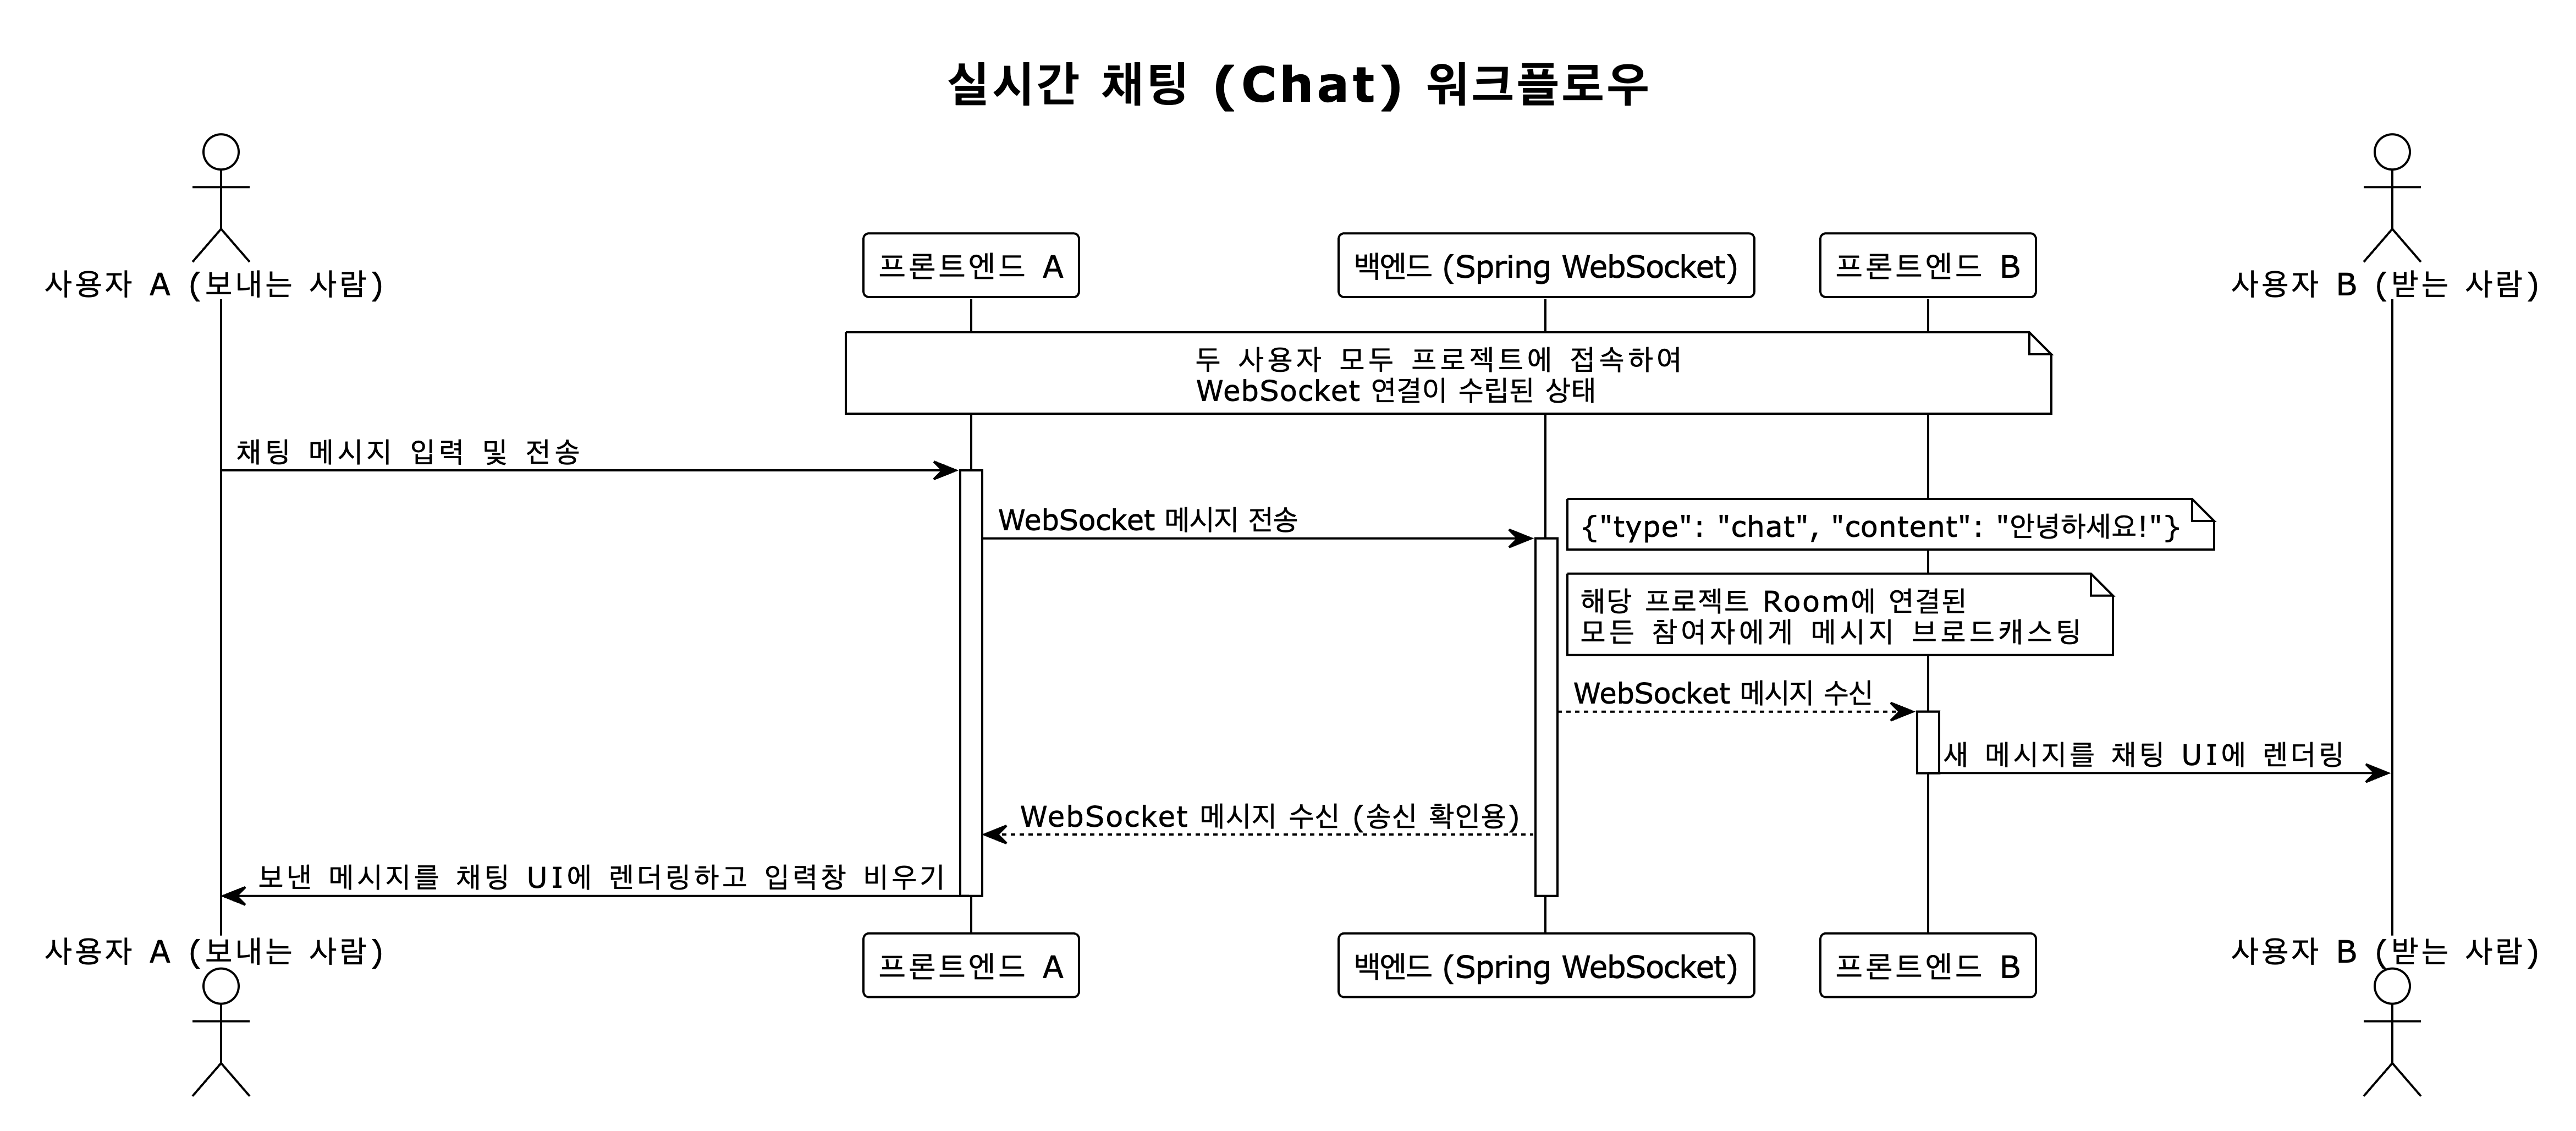 실시간 채팅 (Chat) 워크플로우
사용자 A (보내는 사람)
프론트엔드 A
백엔드 (Spring WebSocket)
프론트엔드 B
사용자 B (받는 사람)
두 사용자 모두 프로젝트에 접속하여
WebSocket 연결이 수립된 상태
채팅 메시지 입력 및 전송
WebSocket 메시지 전송
{"type": "chat", "content": "안녕하세요!"}
해당 프로젝트 Room에 연결된
모든 참여자에게 메시지 브로드캐스팅
WebSocket 메시지 수신
새 메시지를 채팅 UI에 렌더링
WebSocket 메시지 수신 (송신 확인용)
보낸 메시지를 채팅 UI에 렌더링하고 입력창 비우기
사용자 A (보내는 사람)
프론트엔드 A
백엔드 (Spring WebSocket)
프론트엔드 B
사용자 B (받는 사람)